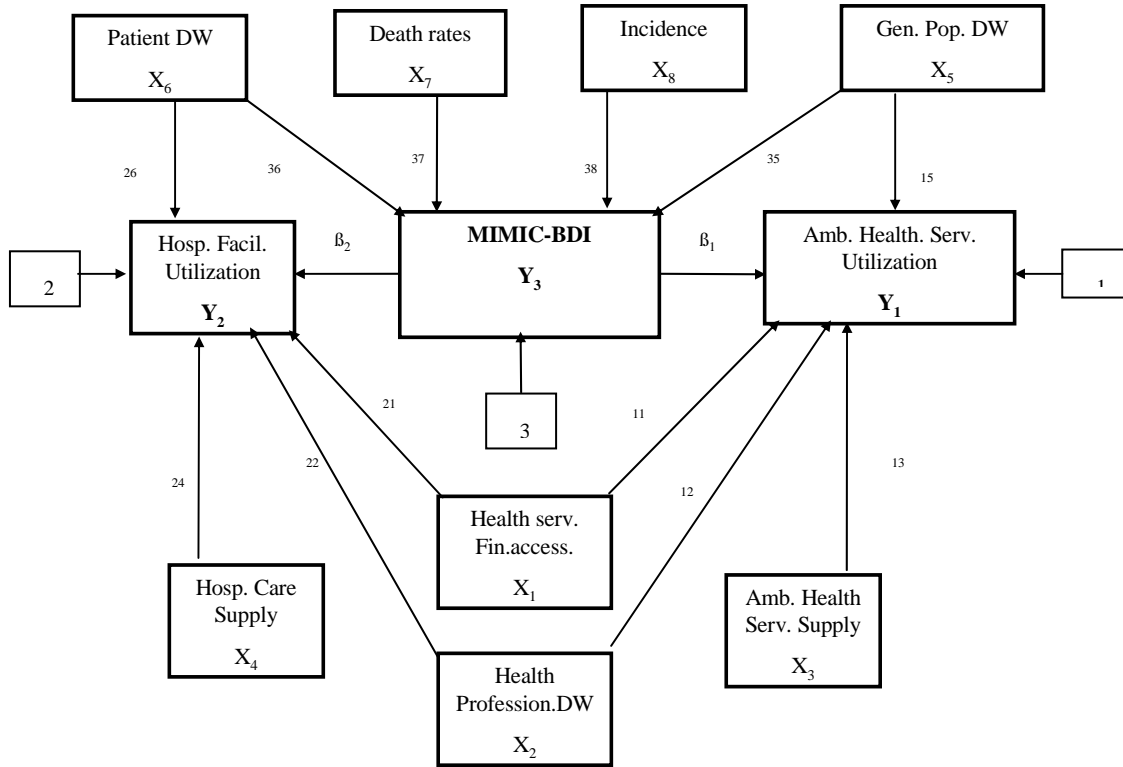 Patient DW
X6
Death rates
X7
Incidence
X8
Gen. Pop. DW
X5
26
36
37
38
35
15
Hosp. Facil.
Utilization
Y2
ß2
MIMIC-BDI
Y3
ß1
Amb. Health. Serv.
Utilization
Y1
2
1
3
21
11
22
24
12
13
Health serv.
Fin.access.
X1
Hosp. Care
Supply
X4
Amb. Health
Serv. Supply
X3
Health
Profession.DW
X2